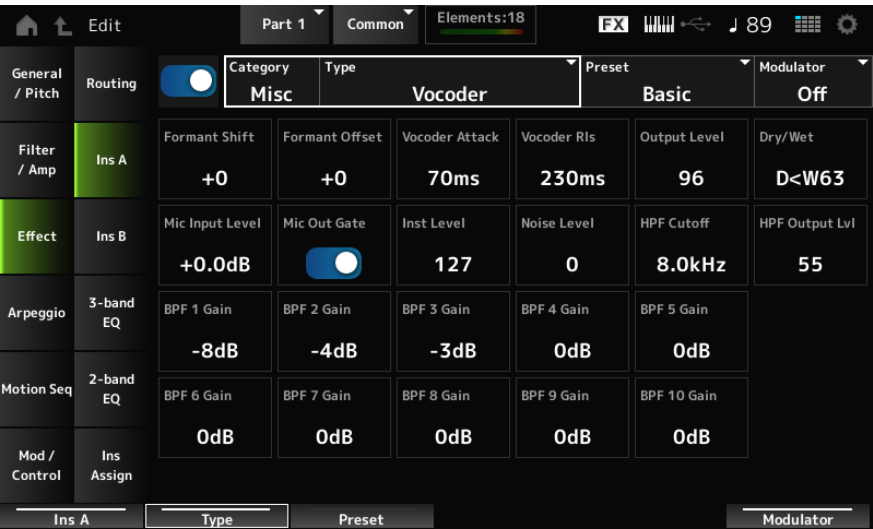 Edit
Part 1
Common
Elements:18
FX
89
General
/ Pitch
Routing
Category
Misc
Type
Vocoder
Preset
Basic
Modulator
Off
Filter
/ Amp
Ins A
Formant Shift
Formant Offset
Vocoder Attack
Vocoder Rls
Output Level
Dry/Wet
+0
+0
70ms
230ms
96
D<W63
Effect
Ins B
Mic Input Level
Mic Out Gate
Inst Level
Noise Level
HPF Cutoff
HPF Output Lvl
+0.0dB
127
0
8.0kHz
55
Arpeggio
3-band
EQ
BPF 1 Gain
BPF 2 Gain
BPF 3 Gain
BPF 4 Gain
BPF 5 Gain
-8dB
-4dB
-3dB
0dB
0dB
Motion Seq
2-band
EQ
BPF 6 Gain
BPF 7 Gain
BPF 8 Gain
BPF 9 Gain
BPF 10 Gain
0dB
0dB
0dB
0dB
0dB
Mod /
Control
Ins
Assign
Ins A
Type
Preset
Modulator